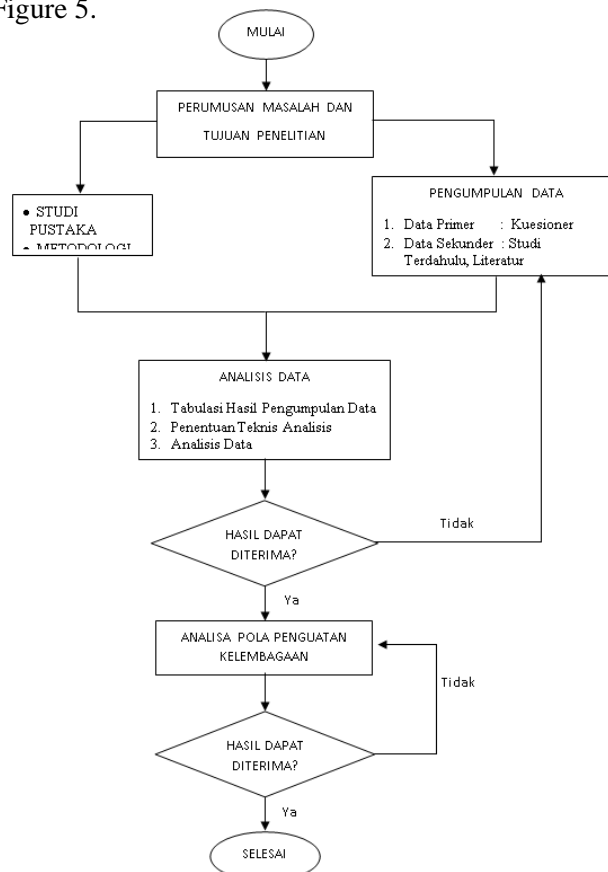 Figure 5.
MULAI
PERUMUSAN MASALAH DAN
TUJUAN PENELITIAN
• STUDI
PUSTAKA
• METODOLOGI
PENGUMPULAN DATA
1. Data Primer : Kuesioner
2. Data Sekunder : Studi
Terdahulu, Literatur
ANALISIS DATA
1. Tabulasi Hasil Pengumpulan Data
2. Penentuan Teknis Analisis
3. Analisis Data
HASIL DAPAT
DITERIMA?
Tidak
Ya
ANALISA POLA PENGUATAN
KELEMBAGAAN
Tidak
HASIL DAPAT
DITERIMA?
Ya
SELESAI